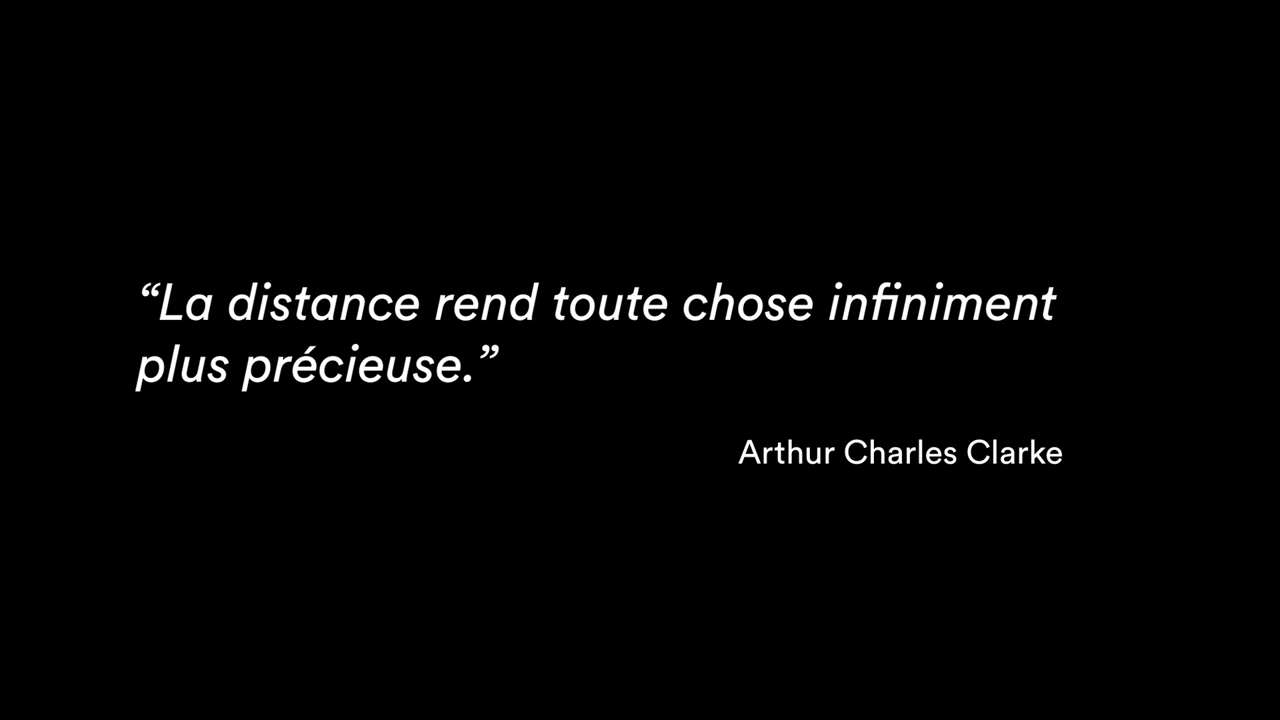 “La distance rend toute chose infiniment
plus précieuse.”
Arthur Charles Clarke